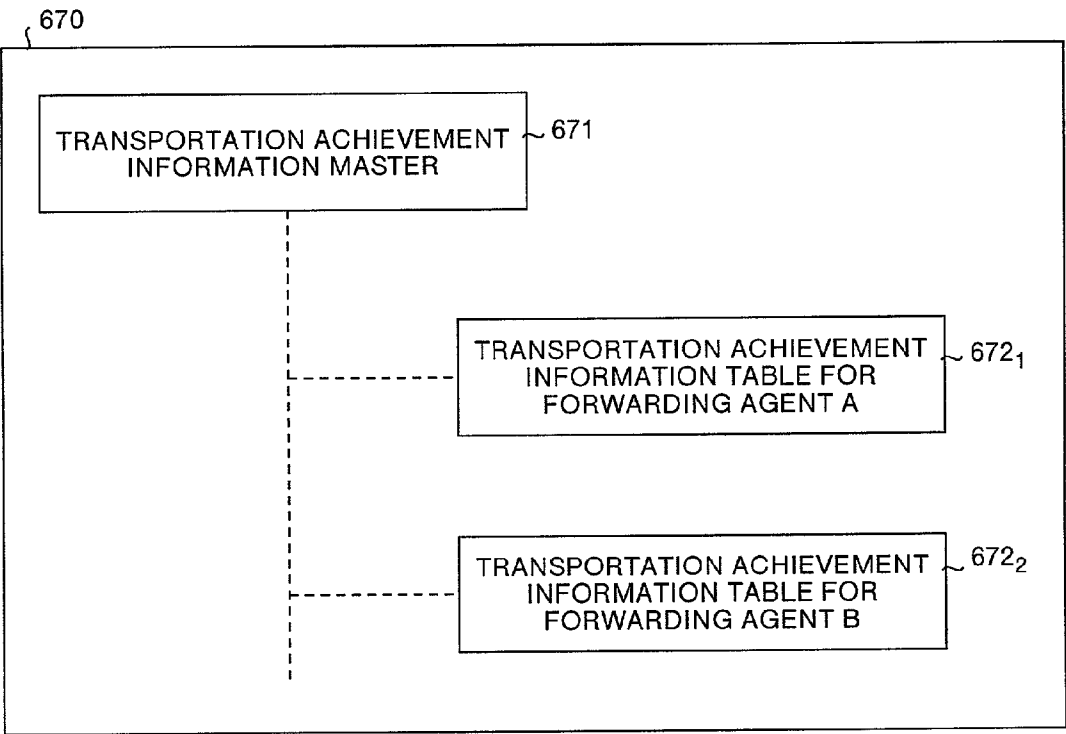 670
TRANSPORTATION ACHIEVEMENT
INFORMATION MASTER
671
TRANSPORTATION ACHIEVEMENT
INFORMATION TABLE FOR
FORWARDING AGENT A
672₁
TRANSPORTATION ACHIEVEMENT
INFORMATION TABLE FOR
FORWARDING AGENT B
672₂